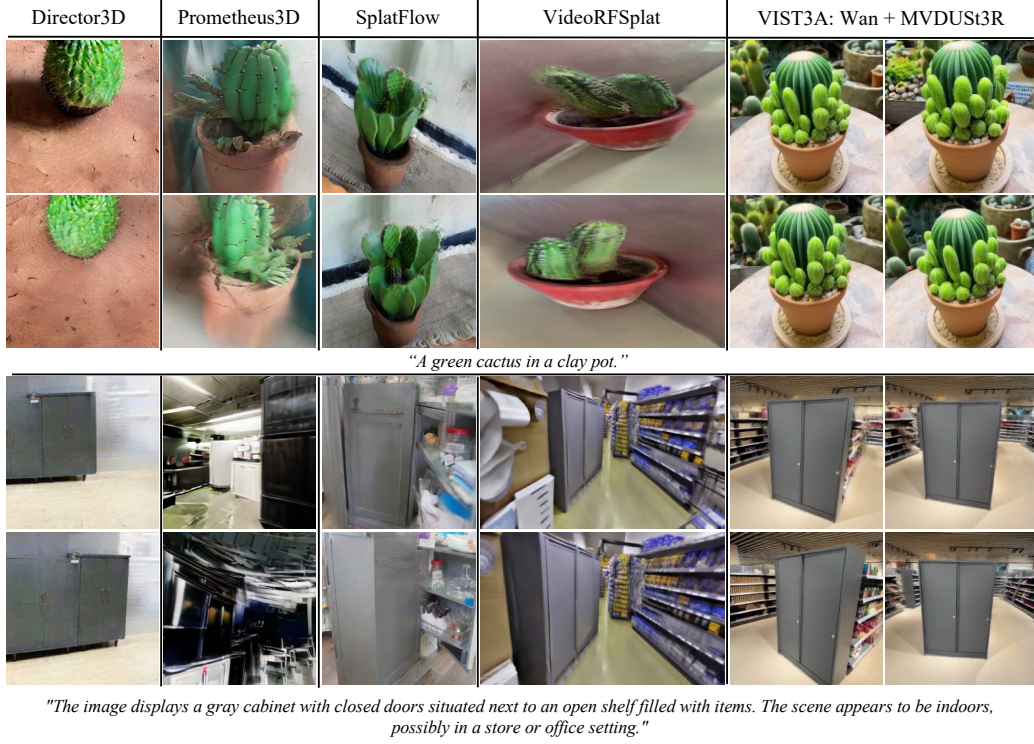 Director3D Prometheus3D SplatFlow VideoRFSplat VIST3A: Wan + MVDUSt3R
“A green cactus in a clay pot.”
"The image displays a gray cabinet with closed doors situated next to an open shelf filled with items. The scene appears to be indoors,
possibly in a store or office setting."